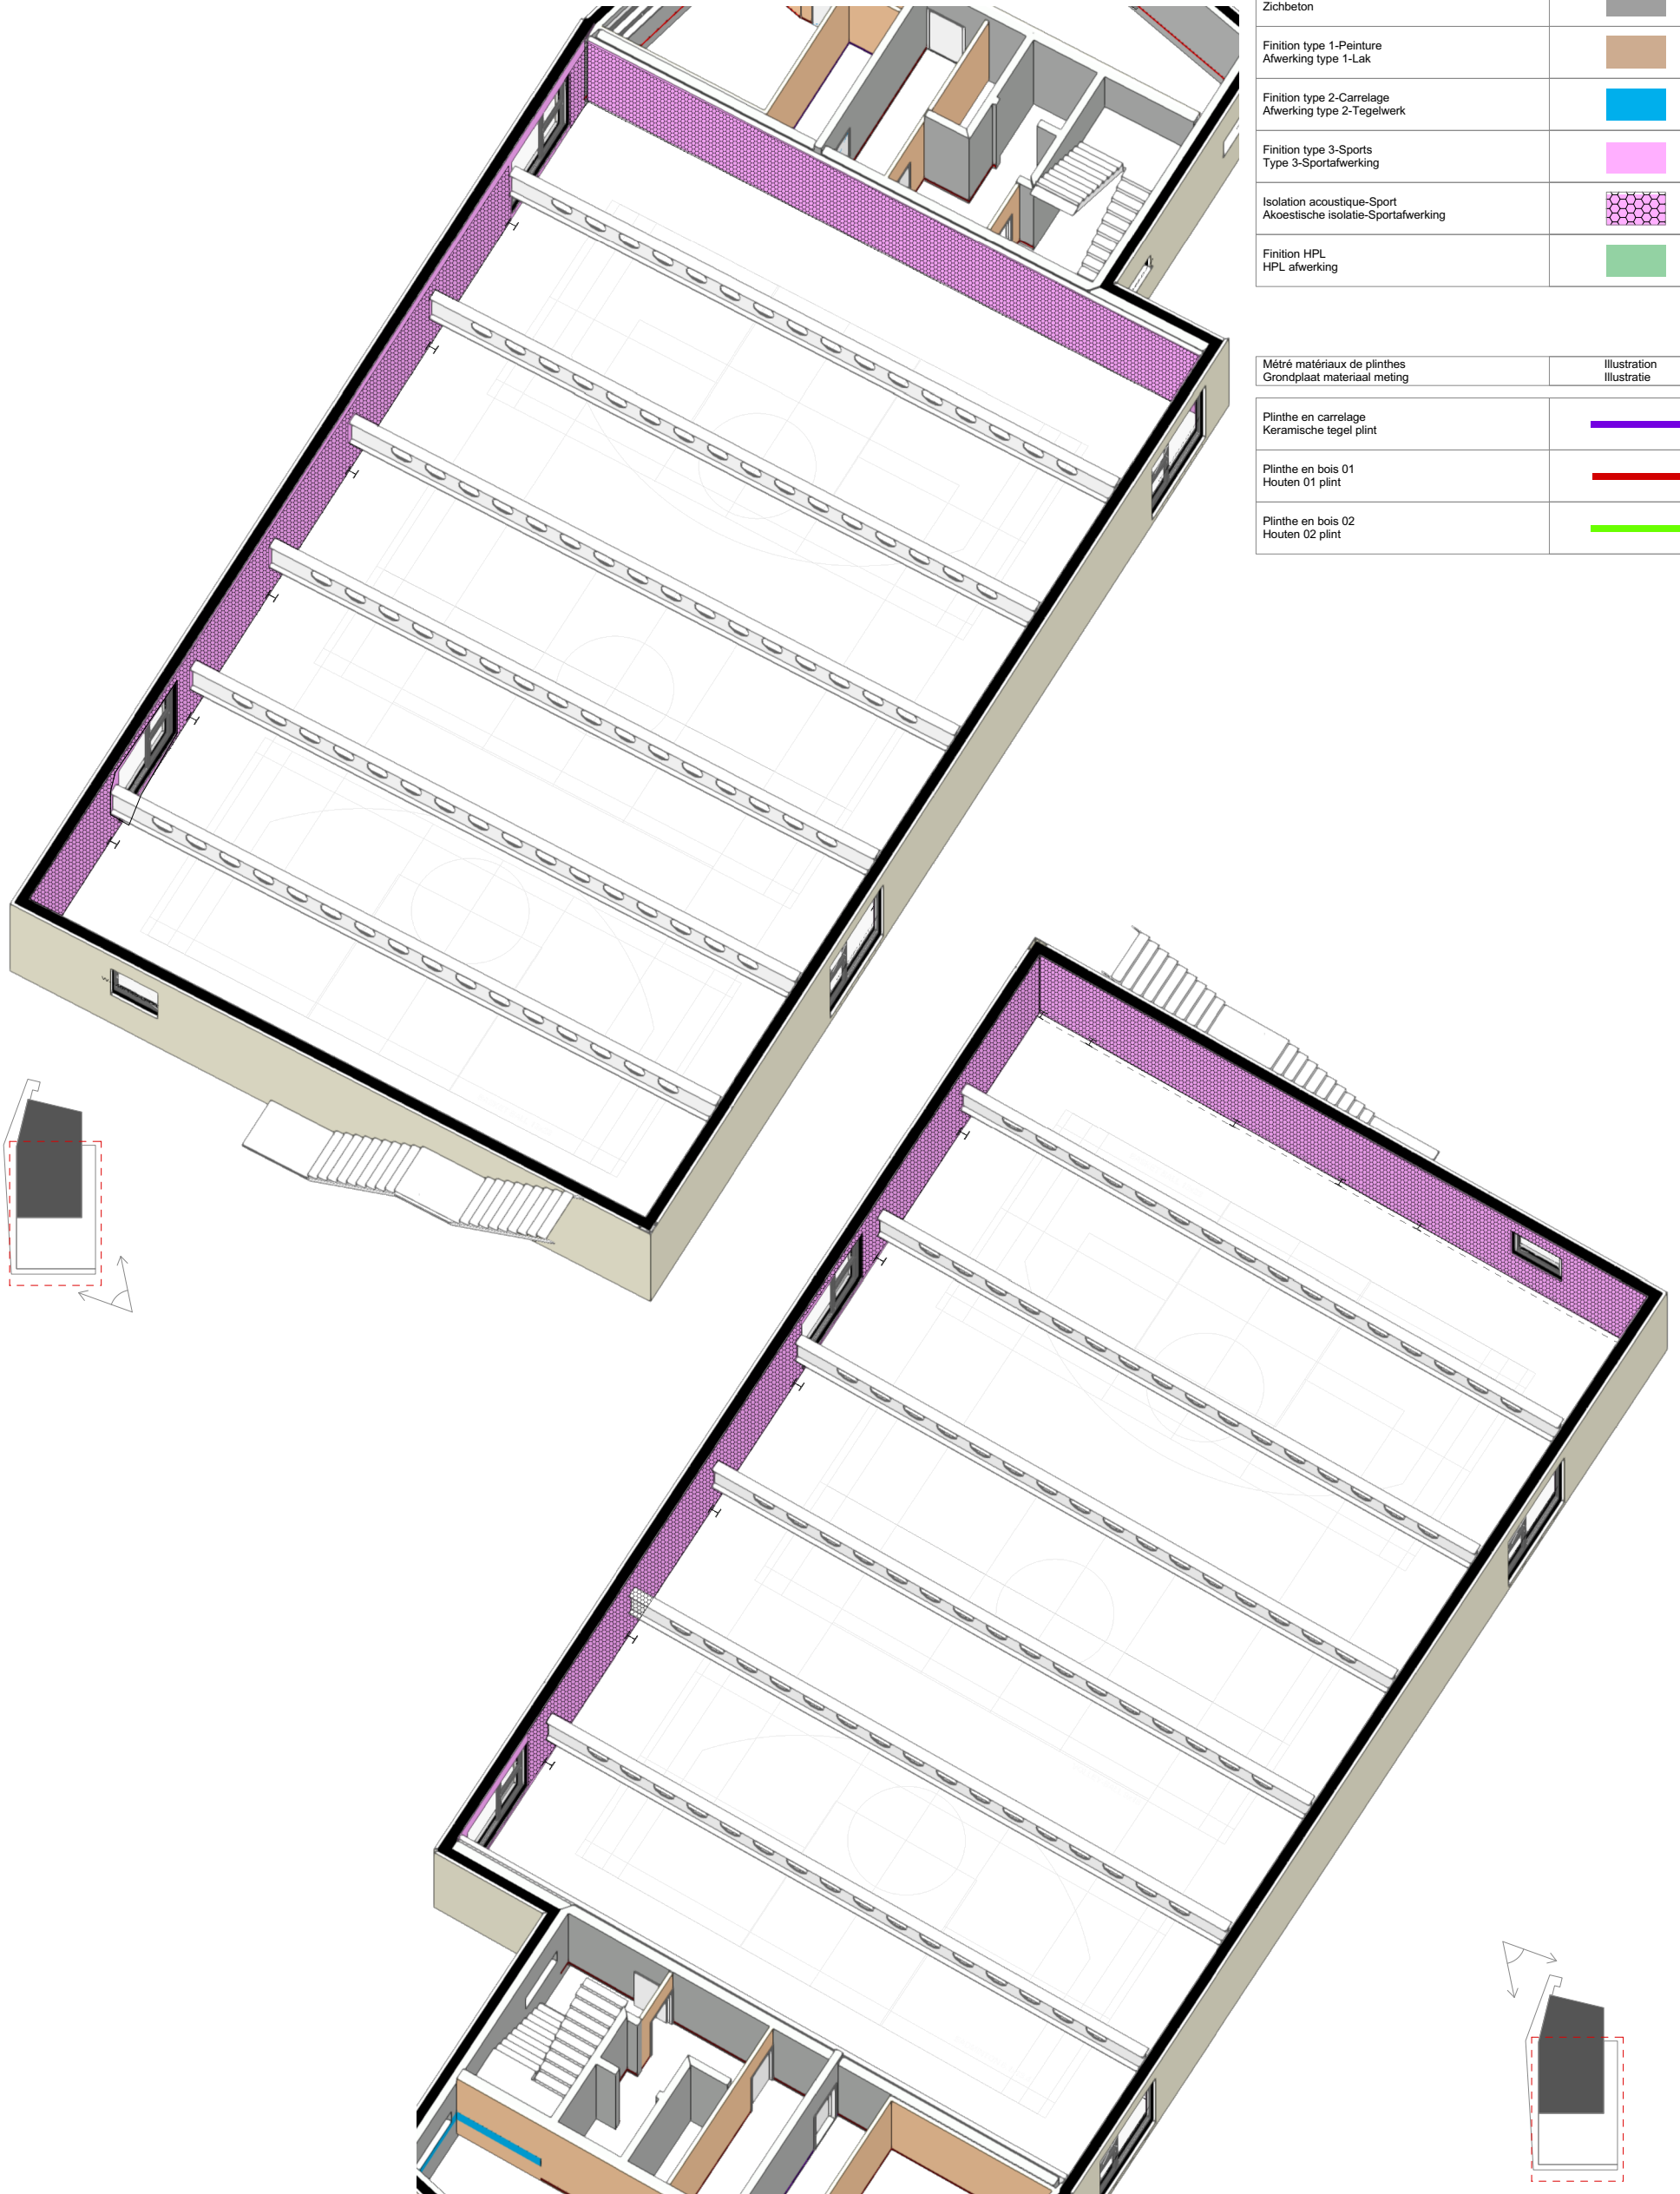 Zichbeton
Finition type 1-Peinture
Afwerking type 1-Lak
Finition type 2-Carrelage
Afwerking type 2-Tegelwerk
Finition type 3-Sports
Type 3-Sportafwerking
Isolation acoustique-Sport
Akoestische isolatie-Sportafwerking
Finition HPL
HPL afwerking
Métré matériaux de plinthes
Grondplaat materiaal meting
Illustration
Illustratie
Plinthe en carrelage
Keramische tegel plint
Plinthe en bois 01
Houten 01 plint
Plinthe en bois 02
Houten 02 plint